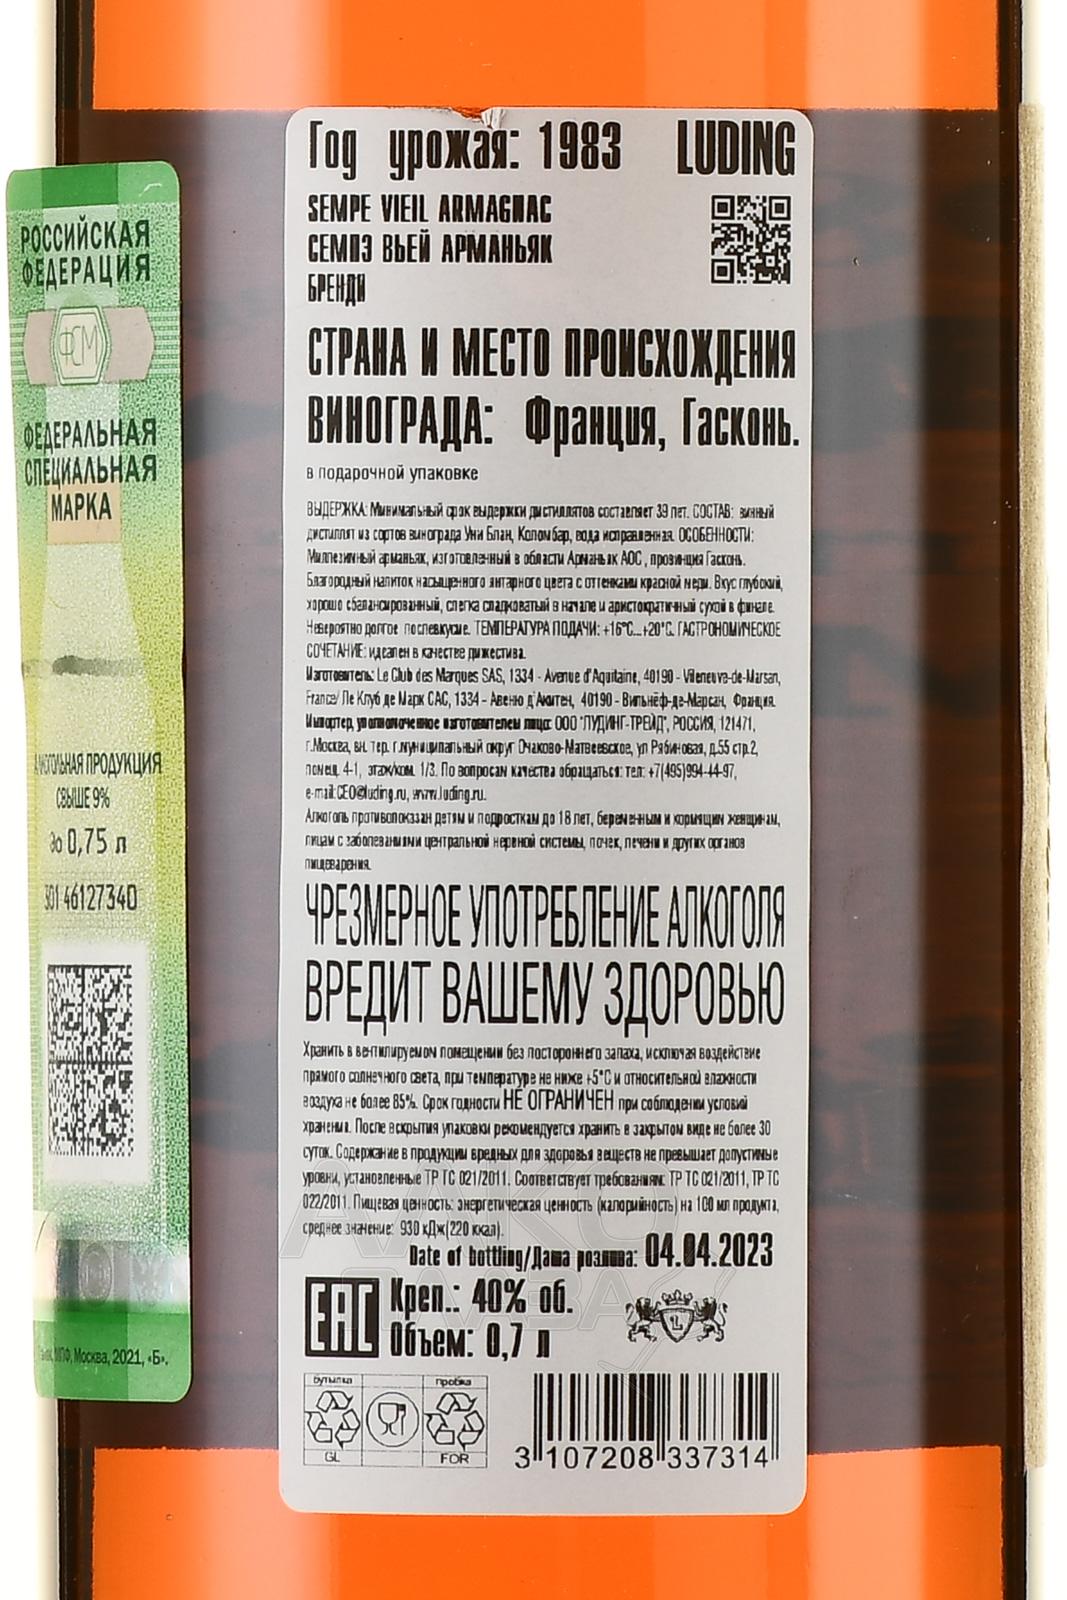 Год урожая: 1983 LUDING
SEMPE VIEIL ARMAGNAC
СЕМПЭ ВЬЕЙ АРМАНЬЯК
БРЕНДИ
СТРАНА И МЕСТО ПРОИСХОЖДЕНИЯ
ВИНОГРАДА: Франция, Гасконь.
в подарочной упаковке
ВЫДЕРЖКА: Минимальный срок выдержки дистиллятов составляет 39 лет. СОСТАВ: винный
дистиллят из сортов винограда Уни Блан, Коломбар, вода исправленная. ОСОБЕННОСТИ:
Миллезимный арманьяк, изготовленный в области Арманьяк АОС , провинция Гасконь.
Благородный напиток насыщенного янтарного цвета с оттенками красной меди. Вкус глубокий,
хорошо сбалансированный, слегка сладковатый в начале и аристократичный сухой в финале.
Невероятно долгое послевкусие. ТЕМПЕРАТУРА ПОДАЧИ: +16°C...+20°C. ГАСТРОНОМИЧЕСКОЕ
СОЧЕТАНИЕ: идеален в качестве дижестива.
Изготовитель: Le Club des Marques SAS, 1334 - Avenue d'Aquitaine, 40190 - Villeneuve-de-Marsan,
France/ Ле Клуб де Марк САС, 1334 - Авеню д'Акитен, 40190 - Вильнёф-де-Марсан, Франция.
Импортер, уполномоченное изготовителем лицо: ООО "ЛУДИНГ-ТРЕЙД", РОССИЯ, 121471,
г.Москва, вн. тер. г.муниципальный округ Очаково-Матвеевское, ул Рябиновая, д.55 стр.2,
помещ. 4-1, этаж/ком. 1/3. По вопросам качества обращаться: тел: +7(495)994-44-97,
e-mail:CEO@luding.ru, www.luding.ru.
Алкоголь противопоказан детям и подросткам до 18 лет, беременным и кормящим женщинам,
лицам с заболеваниями центральной нервной системы, почек, печени и других органов
пищеварения.
ЧРЕЗМЕРНОЕ УПОТРЕБЛЕНИЕ АЛКОГОЛЯ
ВРЕДИТ ВАШЕМУ ЗДОРОВЬЮ
Хранить в вентилируемом помещении без постороннего запаха, исключая воздействие
прямого солнечного света, при температуре не ниже +5°C и относительной влажности
воздуха не более 85%. Срок годности НЕ ОГРАНИЧЕН при соблюдении условий
хранения. После вскрытия упаковки рекомендуется хранить в закрытом виде не более 30
суток. Содержание в продукции вредных для здоровья веществ не превышает допустимые
уровни, установленные ТР ТС 021/2011. Соответствует требованиям: ТР ТС 021/2011, ТР ТС
022/2011. Пищевая ценность: энергетическая ценность (калорийность) на 100 мл продукта,
среднее значение: 930 кДж(220 ккал).
Date of bottling/Дата розлива: 04.04.2023
EAC Креп.: 40% об.
Объем: 0,7 л
бутылка пробка
GL FOR
3 107208 337314
РОССИЙСКАЯ
ФЕДЕРАЦИЯ
ФСМ
ФЕДЕРАЛЬНАЯ
СПЕЦИАЛЬНАЯ
МАРКА
АЛКОГОЛЬНАЯ ПРОДУКЦИЯ
СВЫШЕ 9%
до 0,75 л
301 46127340
МПФ, Москва, 2021, «Б».
АЛКО
СЛАВА